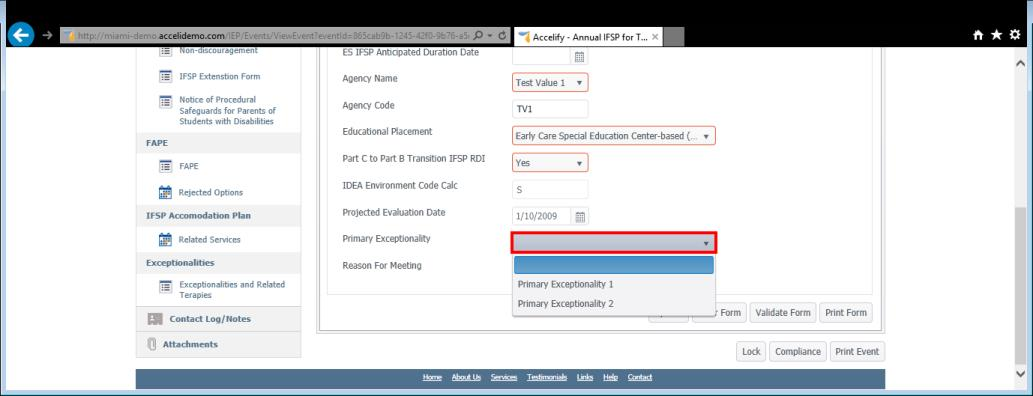 http://miami-demo.accelidemo.com/IEP/Events/ViewEvent?eventId=865cab9b-1245-42f0-9b76-a5
Accelify - Annual IFSP for T...
Non-discouragement
IFSP Extenstion Form
Notice of Procedural
Safeguards for Parents of
Students with Disabilities
FAPE
FAPE
Rejected Options
IFSP Accomodation Plan
Related Services
Exceptionalities
Exceptionalities and Related
Terapies
Contact Log/Notes
Attachments
ES IFSP Anticipated Duration Date
Agency Name
Test Value 1
Agency Code
TV1
Educational Placement
Early Care Special Education Center-based (...
Part C to Part B Transition IFSP RDI
Yes
IDEA Environment Code Calc
S
Projected Evaluation Date
1/10/2009
Primary Exceptionality
Reason For Meeting
Primary Exceptionality 1
Primary Exceptionality 2
Form
Validate Form
Print Form
Lock
Compliance
Print Event
Home About Us Services Testimonials Links Help Contact